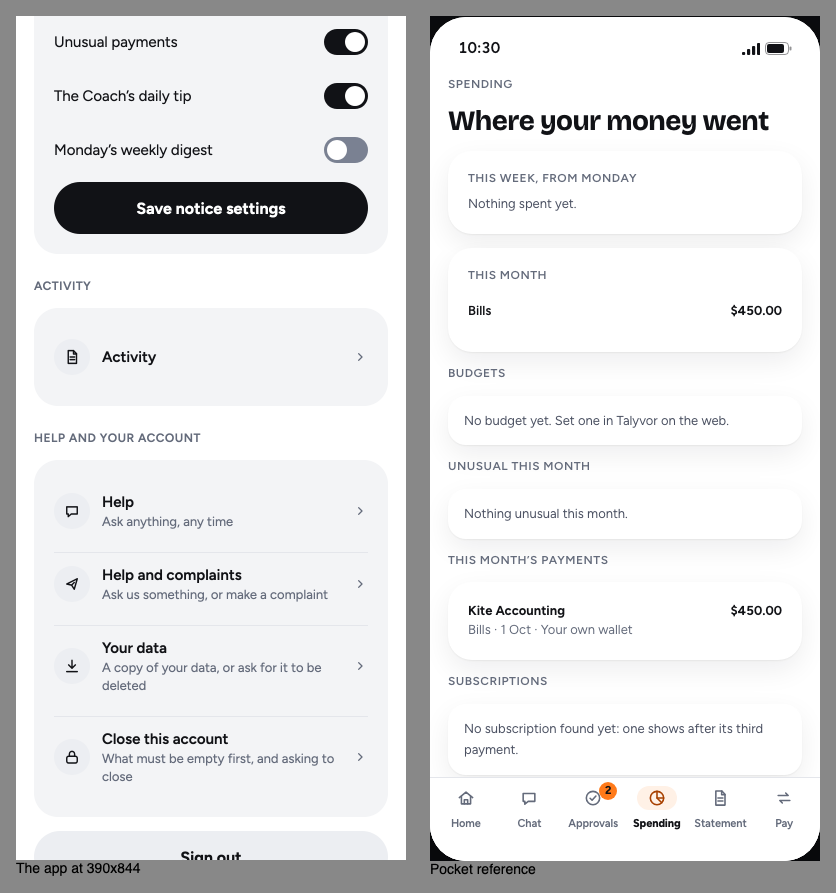 Unusual payments
The Coach’s daily tip
Monday’s weekly digest
Save notice settings
ACTIVITY
Activity
HELP AND YOUR ACCOUNT
Help
Ask anything, any time
Help and complaints
Ask us something, or make a complaint
Your data
A copy of your data, or ask for it to be
deleted
Close this account
What must be empty first, and asking to
close
Sign out
The app at 390x844
10:30
SPENDING
Where your money went
THIS WEEK, FROM MONDAY
Nothing spent yet.
THIS MONTH
Bills $450.00
BUDGETS
No budget yet. Set one in Talyvor on the web.
UNUSUAL THIS MONTH
Nothing unusual this month.
THIS MONTH’S PAYMENTS
Kite Accounting $450.00
Bills · 1 Oct · Your own wallet
SUBSCRIPTIONS
No subscription found yet: one shows after its third
payment.
2
Home Chat Approvals Spending Statement Pay
Pocket reference